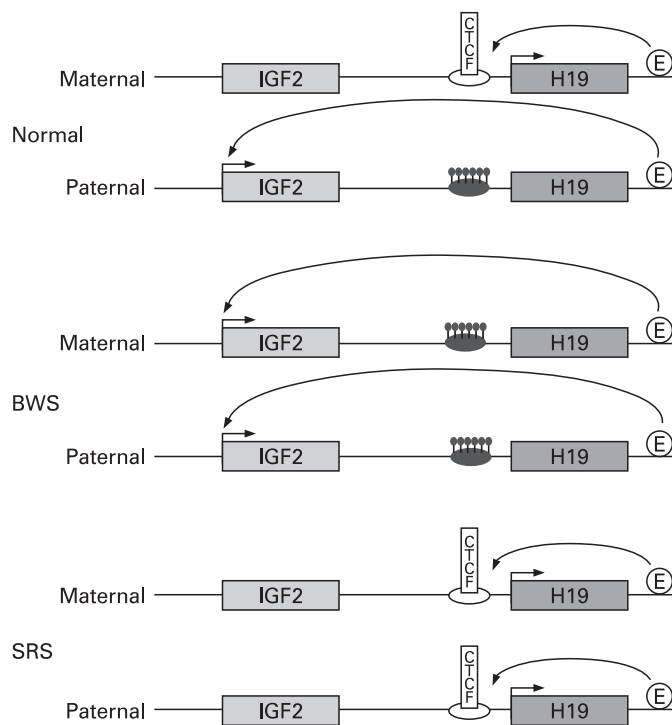 CTCF
Maternal IGF2 H19 E
Normal
Paternal IGF2 H19 E
Maternal IGF2 H19 E
BWS
Paternal IGF2 H19 E
CTCF
Maternal IGF2 H19 E
SRS
CTCF
Paternal IGF2 H19 E